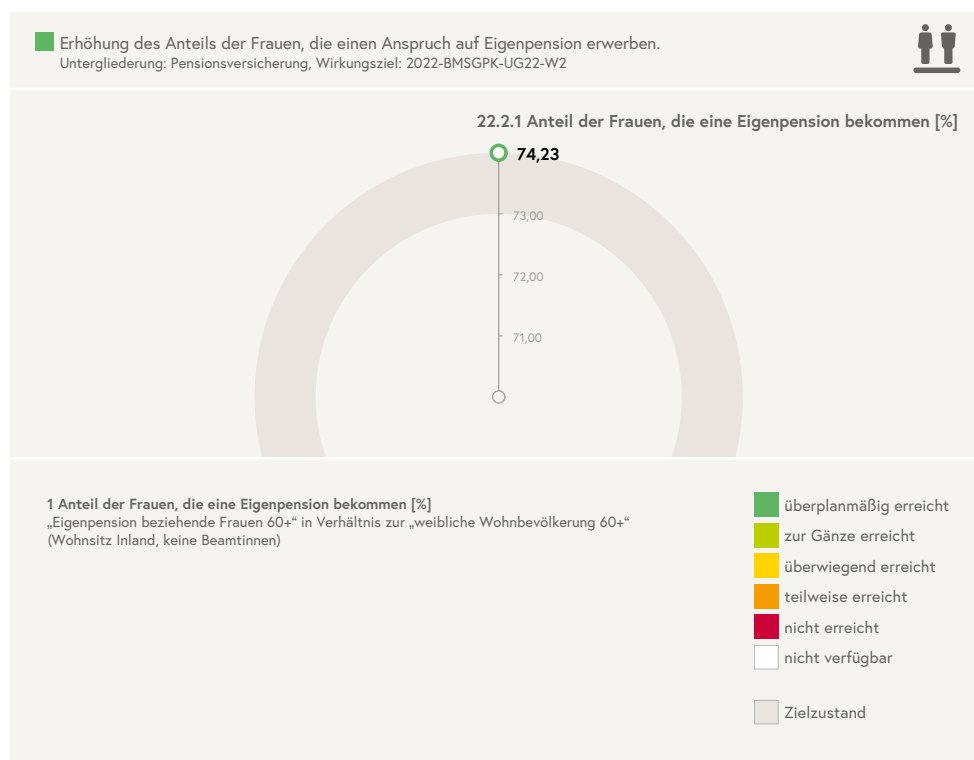 Erhöhung des Anteils der Frauen, die einen Anspruch auf Eigenpension erwerben.
Untergliederung: Pensionsversicherung, Wirkungsziel: 2022-BMSGPK-UG22-W2
22.2.1 Anteil der Frauen, die eine Eigenpension bekommen [%]
74,23
73,00
72,00
71,00
1 Anteil der Frauen, die eine Eigenpension bekommen [%]
„Eigenpension beziehende Frauen 60+“ in Verhältnis zur „weibliche Wohnbevölkerung 60+“
(Wohnsitz Inland, keine Beamtinnen)
überplanmäßig erreicht
zur Gänze erreicht
überwiegend erreicht
teilweise erreicht
nicht erreicht
nicht verfügbar
Zielzustand